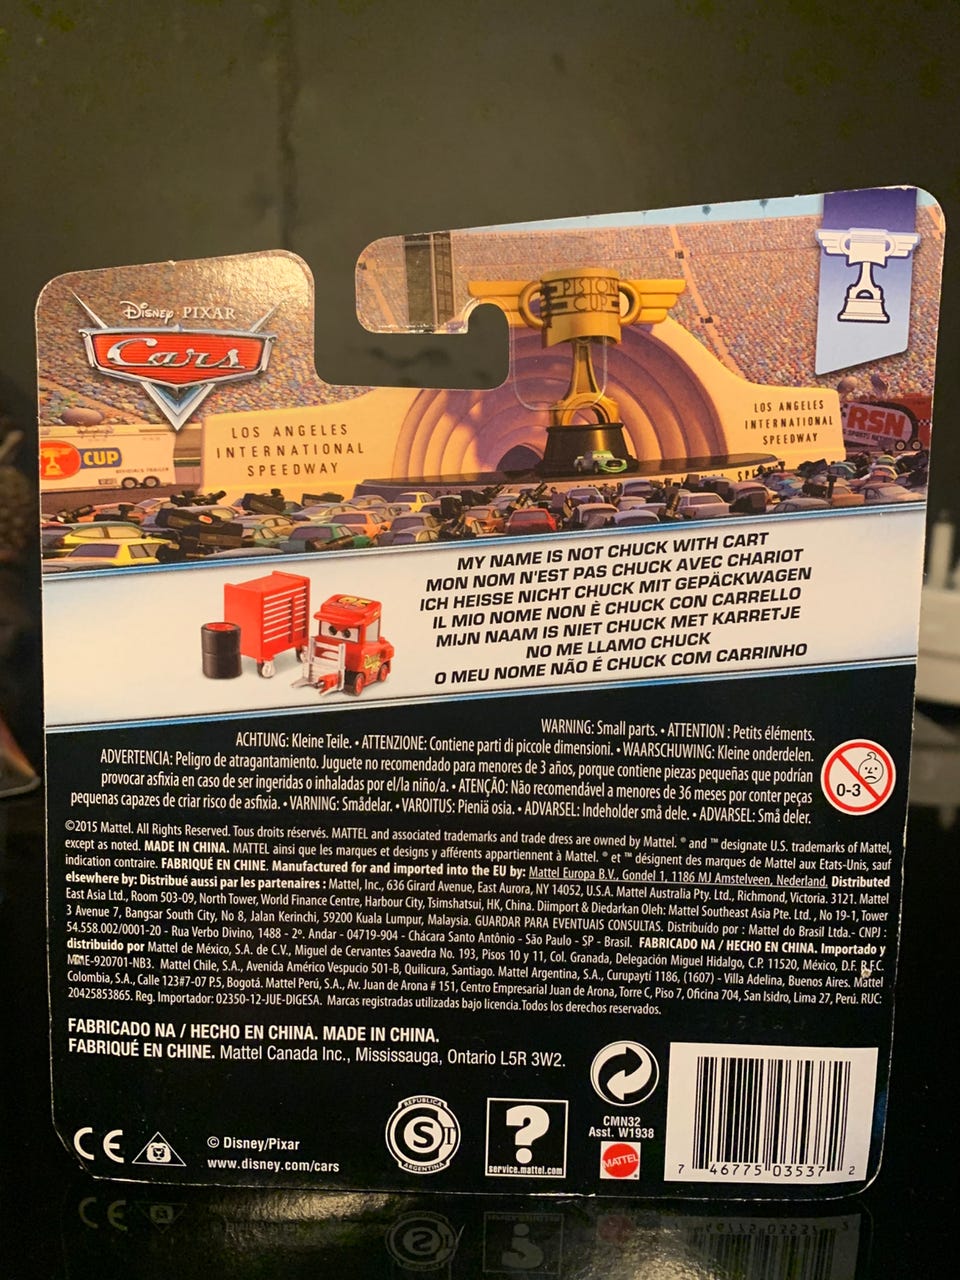 DISNEY PIXAR
Cars
PISTON
CUP
LOS ANGELES
INTERNATIONAL
SPEEDWAY
LOS ANGELES
INTERNATIONAL
SPEEDWAY
RSN
CUP
MY NAME IS NOT CHUCK WITH CART
MON NOM N'EST PAS CHUCK AVEC CHARIOT
ICH HEISSE NICHT CHUCK MIT GEPÄCKWAGEN
IL MIO NOME NON È CHUCK CON CARRELLO
MIJN NAAM IS NIET CHUCK MET KARRETJE
NO ME LLAMO CHUCK
O MEU NOME NÃO É CHUCK COM CARRINHO
WARNING: Small parts. • ATTENTION : Petits éléments.
ACHTUNG: Kleine Teile. • ATTENZIONE: Contiene parti di piccole dimensioni. • WAARSCHUWING: Kleine onderdelen.
ADVERTENCIA: Peligro de atragantamiento. Juguete no recomendado para menores de 3 años, porque contiene piezas pequeñas que podrían
provocar asfixia en caso de ser ingeridas o inhaladas por el/la niño/a. • ATENÇÃO: Não recomendável a menores de 36 meses por conter peças
pequenas capazes de criar risco de asfixia. • VARNING: Smådelar. • VAROITUS: Pieniä osia. • ADVARSEL: Indeholder små dele. • ADVARSEL: Små deler.
0-3
©2015 Mattel. All Rights Reserved. Tous droits réservés. MATTEL and associated trademarks and trade dress are owned by Mattel. ® and ™ designate U.S. trademarks of Mattel,
except as noted. MADE IN CHINA. MATTEL ainsi que les marques et designs y afférents appartiennent à Mattel. ® et ™ désignent des marques de Mattel aux Etats-Unis, sauf
indication contraire. FABRIQUÉ EN CHINE. Manufactured for and imported into the EU by: Mattel Europa B.V., Gondel 1, 1186 MJ Amstelveen, Nederland. Distributed
elsewhere by: Distribué aussi par les partenaires : Mattel, Inc., 636 Girard Avenue, East Aurora, NY 14052, U.S.A. Mattel Australia Pty. Ltd., Richmond, Victoria. 3121. Mattel
East Asia Ltd., Room 503-09, North Tower, World Finance Centre, Harbour City, Tsimshatsui, HK, China. Diimport & Diedarkan Oleh: Mattel Southeast Asia Pte. Ltd., No 19-1, Tower
3 Avenue 7, Bangsar South City, No 8, Jalan Kerinchi, 59200 Kuala Lumpur, Malaysia. GUARDAR PARA EVENTUAIS CONSULTAS. Distribuído por : Mattel do Brasil Ltda.- CNPJ :
54.558.002/0001-20 - Rua Verbo Divino, 1488 - 2º. Andar - 04719-904 - Chácara Santo Antônio - São Paulo - SP - Brasil. FABRICADO NA / HECHO EN CHINA. Importado y
distribuido por Mattel de México, S.A. de C.V., Miguel de Cervantes Saavedra No. 193, Pisos 10 y 11, Col. Granada, Delegación Miguel Hidalgo, C.P. 11520, México, D.F. R.F.C.
MME-920701-NB3. Mattel Chile, S.A., Avenida Américo Vespucio 501-B, Quilicura, Santiago. Mattel Argentina, S.A., Curupaytí 1186, (1607) - Villa Adelina, Buenos Aires. Mattel
Colombia, S.A., Calle 123#7-07 P.5, Bogotá. Mattel Perú, S.A., Av. Juan de Arona # 151, Centro Empresarial Juan de Arona, Torre C, Piso 7, Oficina 704, San Isidro, Lima 27, Perú. RUC:
20425853865. Reg. Importador: 02350-12-JUE-DIGESA. Marcas registradas utilizadas bajo licencia.Todos los derechos reservados.
FABRICADO NA / HECHO EN CHINA. MADE IN CHINA.
FABRIQUÉ EN CHINE. Mattel Canada Inc., Mississauga, Ontario L5R 3W2.
CMN32
Asst. W1938
MATTEL
CE
© Disney/Pixar
www.disney.com/cars
REPUBLICA
S
ARGENTINA
?
service.mattel.com
7 46775 03537 2